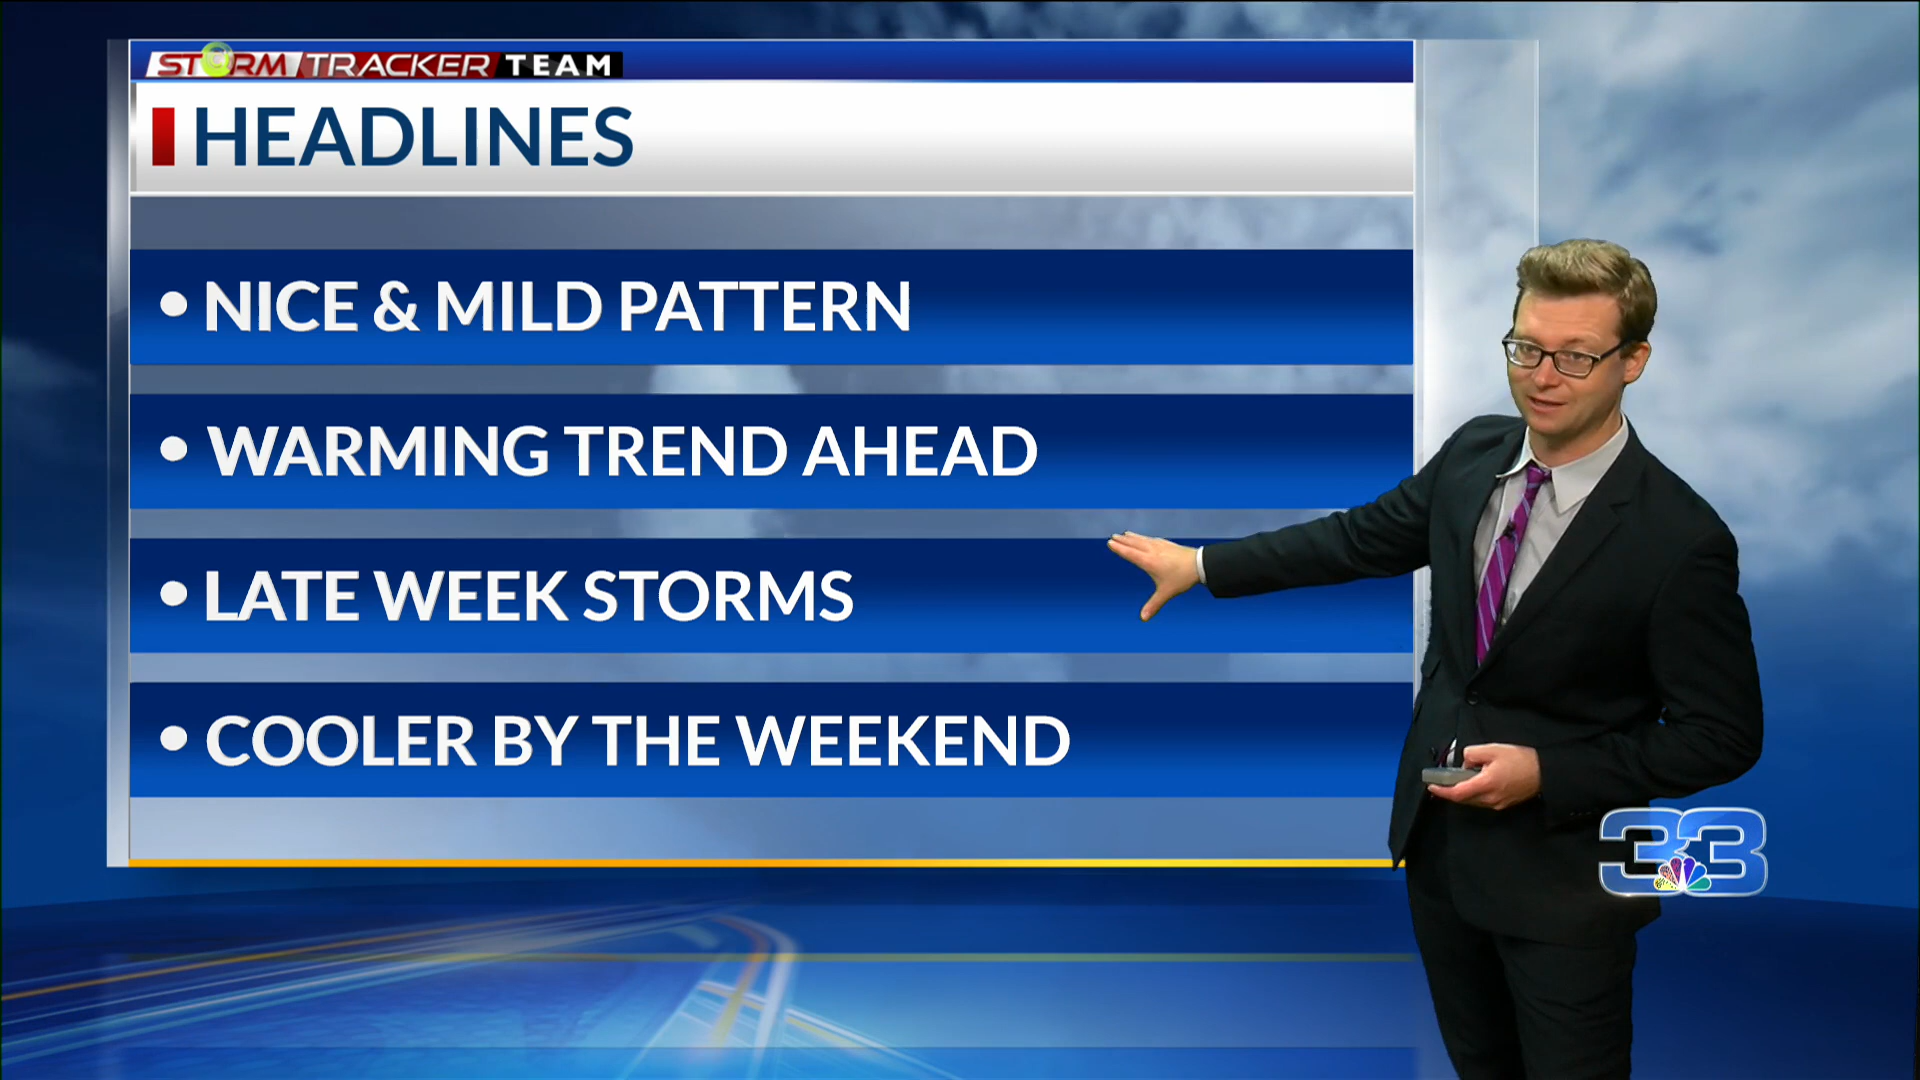 STORM TRACKER TEAM
HEADLINES
• NICE & MILD PATTERN
• WARMING TREND AHEAD
• LATE WEEK STORMS
• COOLER BY THE WEEKEND
33